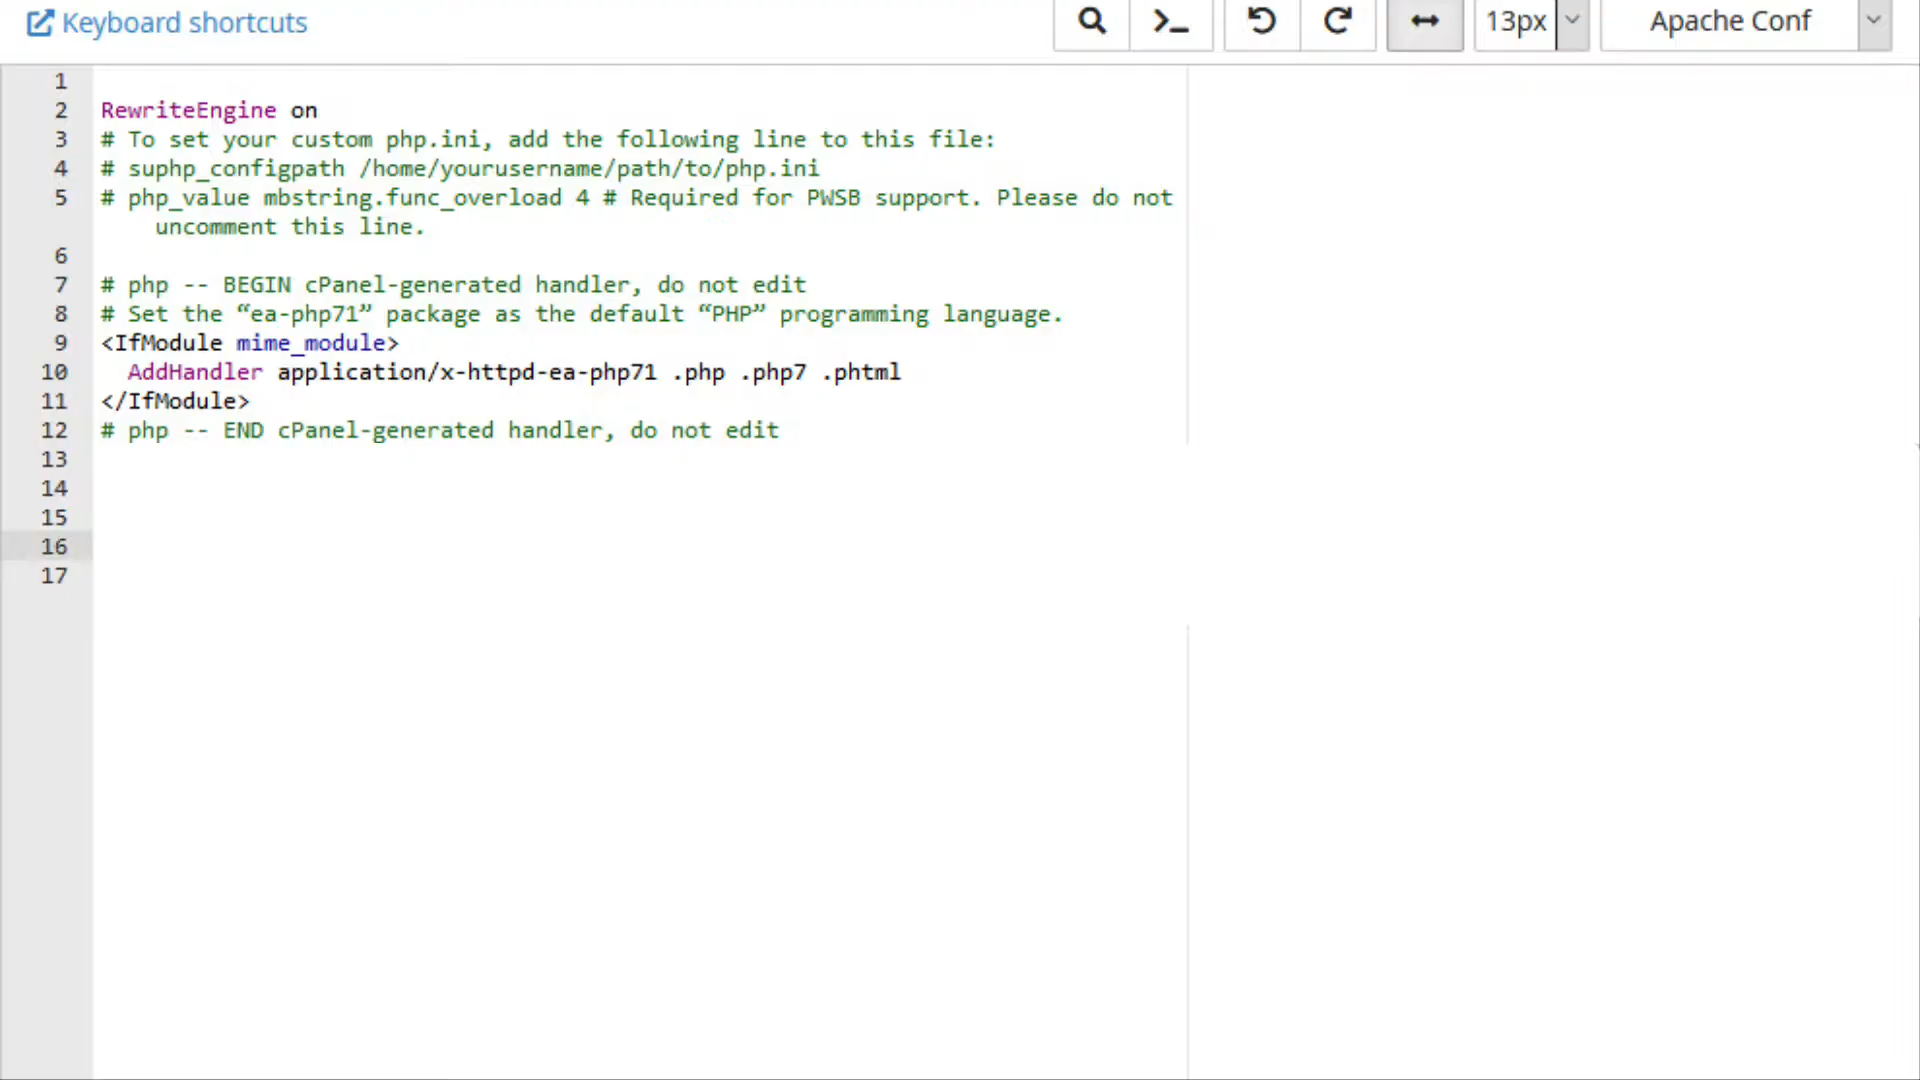 Keyboard shortcuts
13px
Apache Conf
1
2 RewriteEngine on
3 # To set your custom php.ini, add the following line to this file:
4 # suphp_configpath /home/yourusername/path/to/php.ini
5 # php_value mbstring.func_overload 4 # Required for PWSB support. Please do not
uncomment this line.
6
7 # php -- BEGIN cPanel-generated handler, do not edit
8 # Set the “ea-php71” package as the default “PHP” programming language.
9 <IfModule mime_module>
10 AddHandler application/x-httpd-ea-php71 .php .php7 .phtml
11 </IfModule>
12 # php -- END cPanel-generated handler, do not edit
13
14
15
16
17